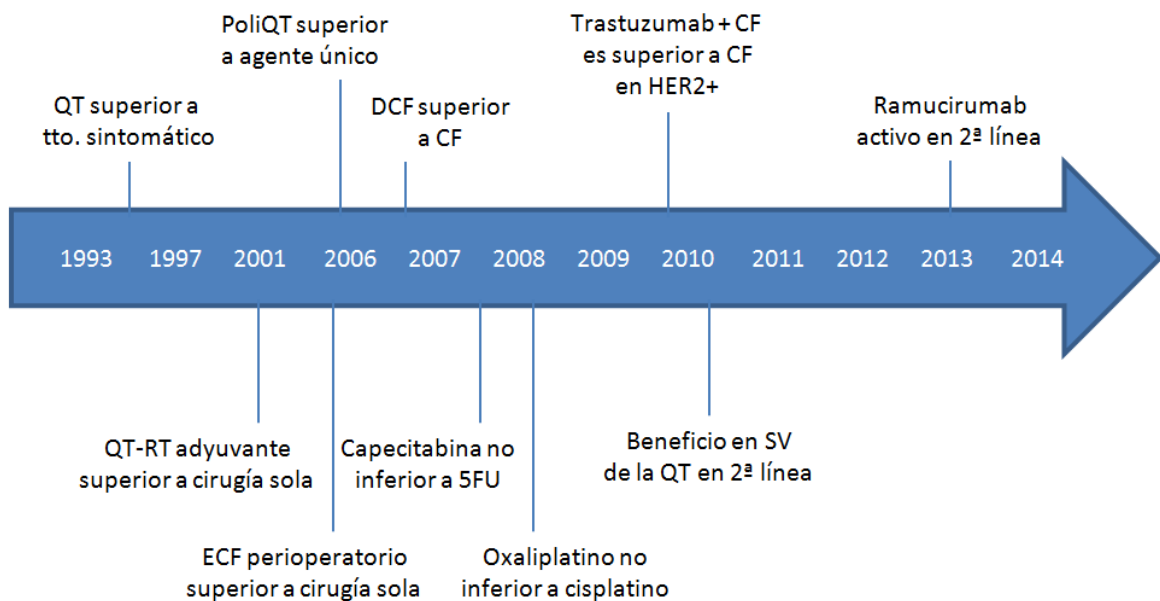 PoliQT superior
a agente único
Trastuzumab + CF
es superior a CF
en HER2+
QT superior a
tto. sintomático
DCF superior
a CF
Ramucirumab
activo en 2ª línea
1993 1997 2001 2006 2007 2008 2009 2010 2011 2012 2013 2014
QT-RT adyuvante
superior a cirugía sola
Capecitabina no
inferior a 5FU
Beneficio en SV
de la QT en 2ª línea
ECF perioperatorio
superior a cirugía sola
Oxaliplatino no
inferior a cisplatino